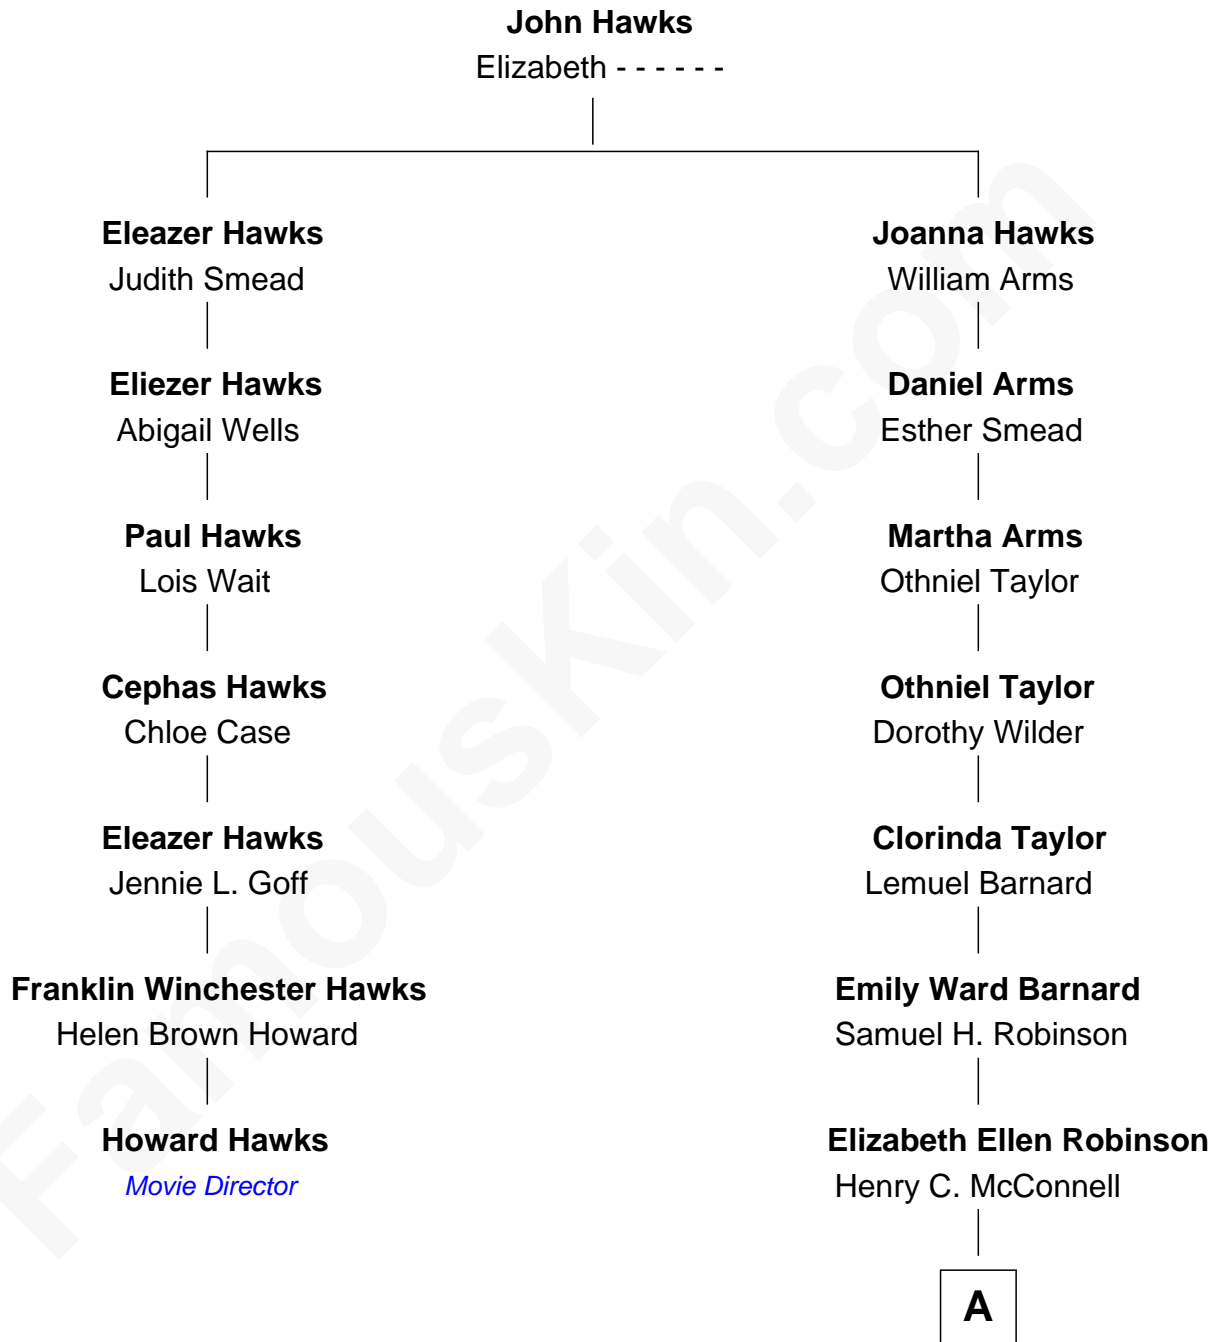 John Hawks
Elizabeth - - - - - -
Eleazer Hawks
Judith Smead
Eliezer Hawks
Abigail Wells
Paul Hawks
Lois Wait
Cephas Hawks
Chloe Case
Eleazer Hawks
Jennie L. Goff
Franklin Winchester Hawks
Helen Brown Howard
Howard Hawks
Movie Director
Joanna Hawks
William Arms
Daniel Arms
Esther Smead
Martha Arms
Othniel Taylor
Othniel Taylor
Dorothy Wilder
Clorinda Taylor
Lemuel Barnard
Emily Ward Barnard
Samuel H. Robinson
Elizabeth Ellen Robinson
Henry C. McConnell
A
FamousKin.com